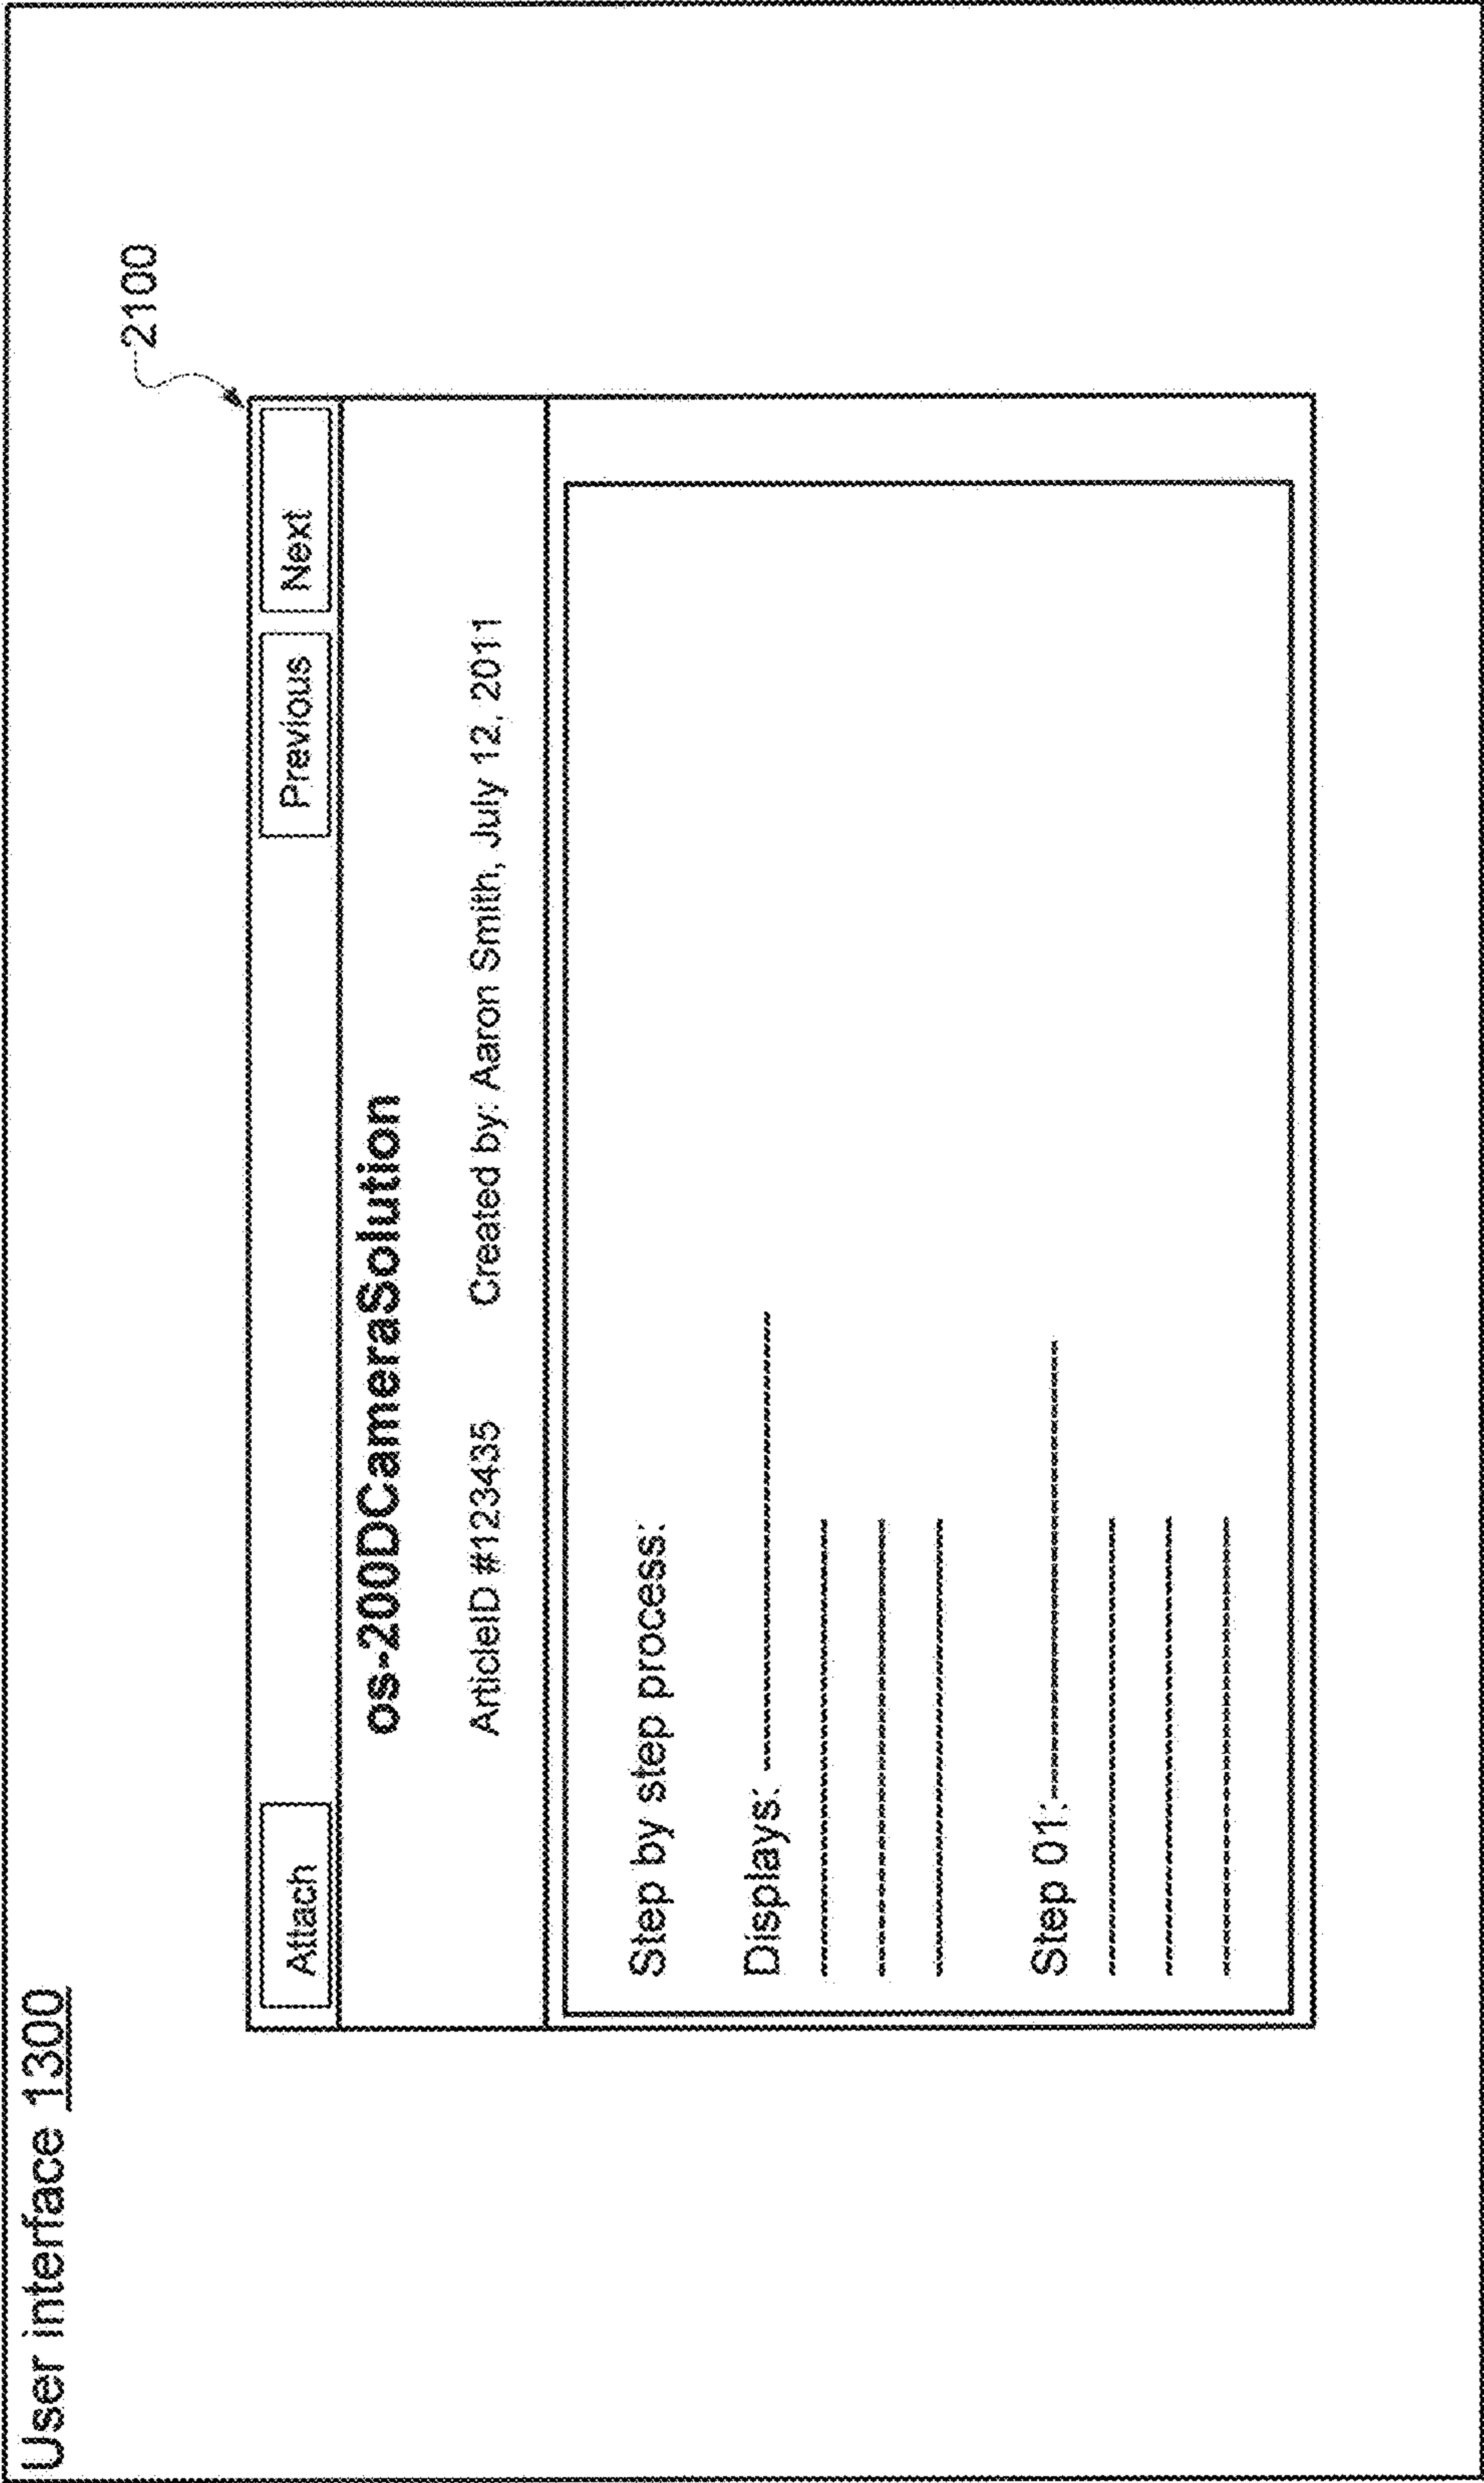 User interface 1300
2100
Attach Previous Next
os-200DCameraSolution
ArticleID #123435 Created by: Aaron Smith, July 12, 2011
Step by step process:
Displays:
Step 01: